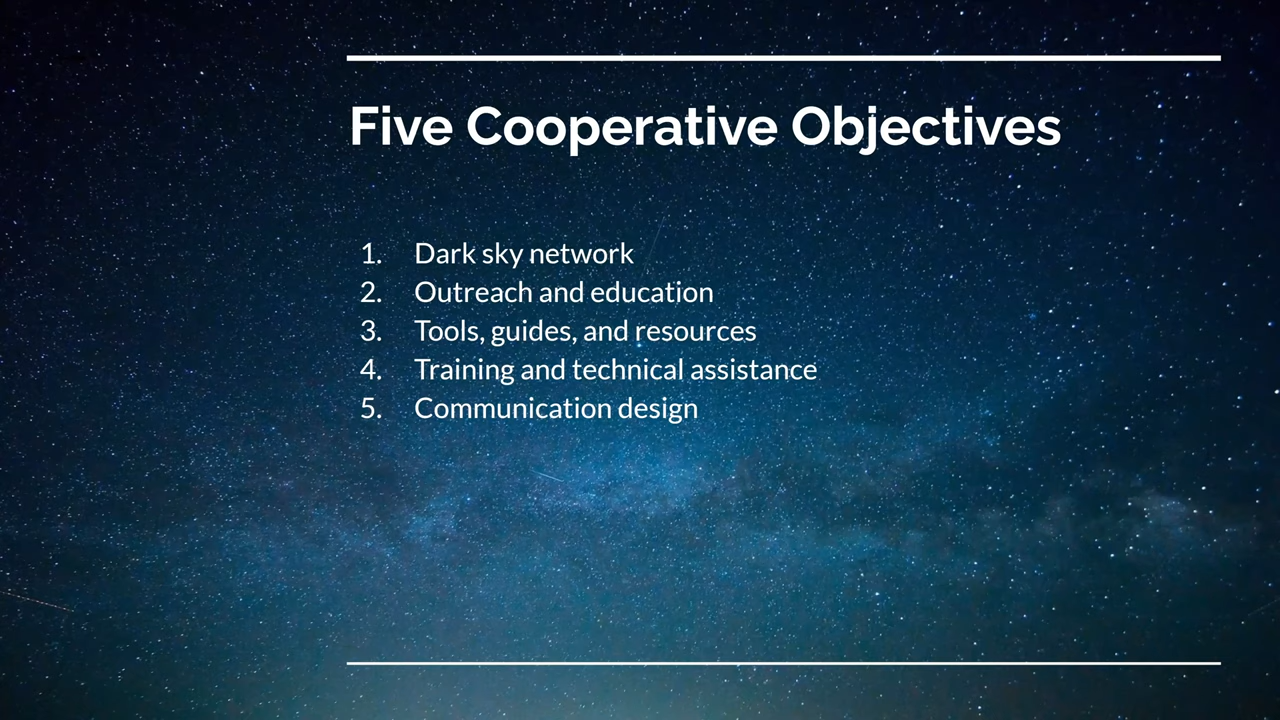 Five Cooperative Objectives
1. Dark sky network
2. Outreach and education
3. Tools, guides, and resources
4. Training and technical assistance
5. Communication design